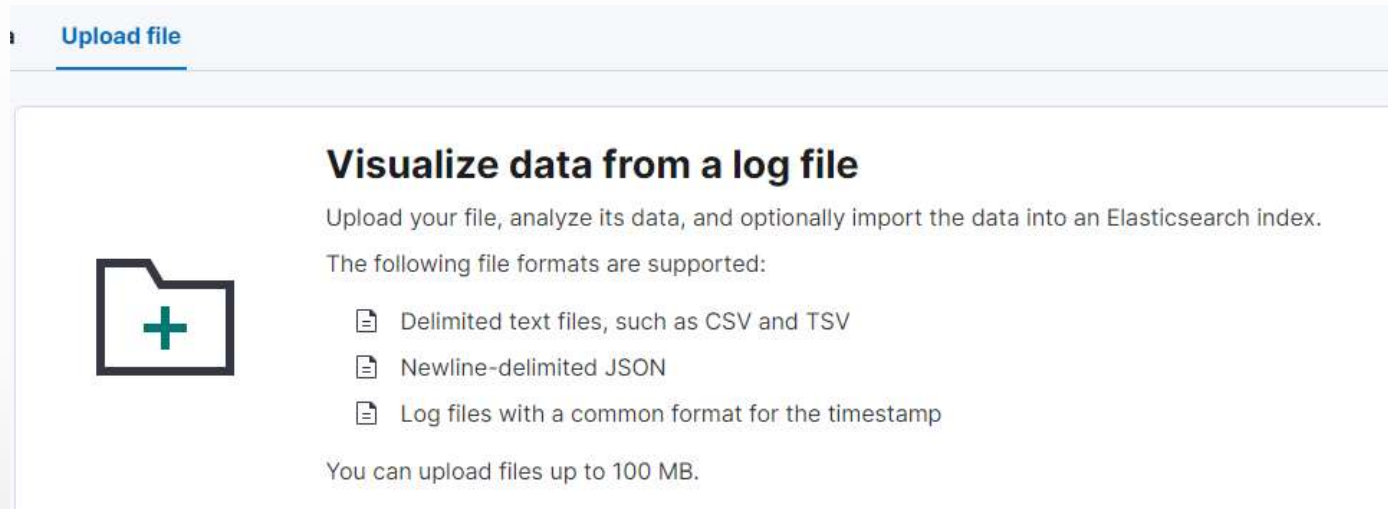 Upload file
Visualize data from a log file
Upload your file, analyze its data, and optionally import the data into an Elasticsearch index.
The following file formats are supported:
Delimited text files, such as CSV and TSV
Newline-delimited JSON
Log files with a common format for the timestamp
You can upload files up to 100 MB.